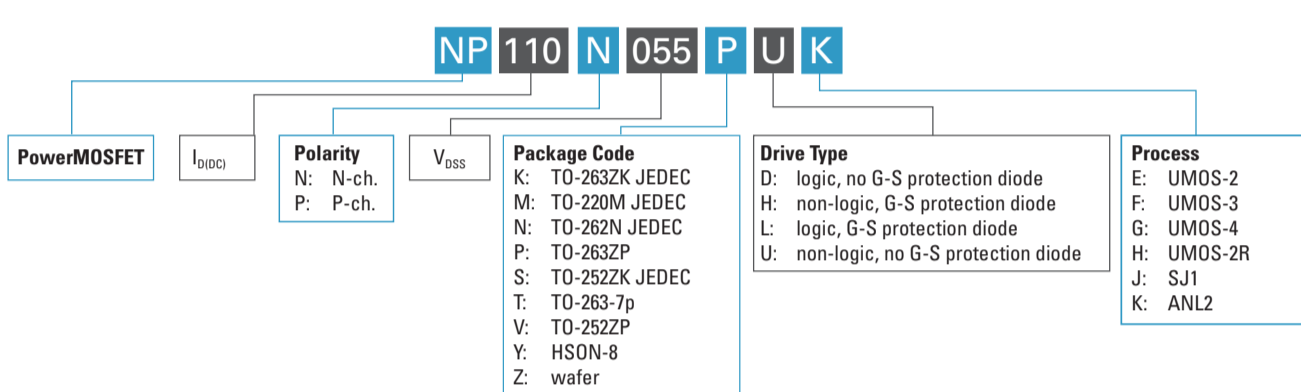 NP 110 N 055 P U K
PowerMOSFET
I_D(DC)
Polarity
N: N-ch.
P: P-ch.
V_DSS
Package Code
K: TO-263ZK JEDEC
M: TO-220M JEDEC
N: TO-262N JEDEC
P: TO-263ZP
S: TO-252ZK JEDEC
T: TO-263-7p
V: TO-252ZP
Y: HSON-8
Z: wafer
Drive Type
D: logic, no G-S protection diode
H: non-logic, G-S protection diode
L: logic, G-S protection diode
U: non-logic, no G-S protection diode
Process
E: UMOS-2
F: UMOS-3
G: UMOS-4
H: UMOS-2R
J: SJ1
K: ANL2